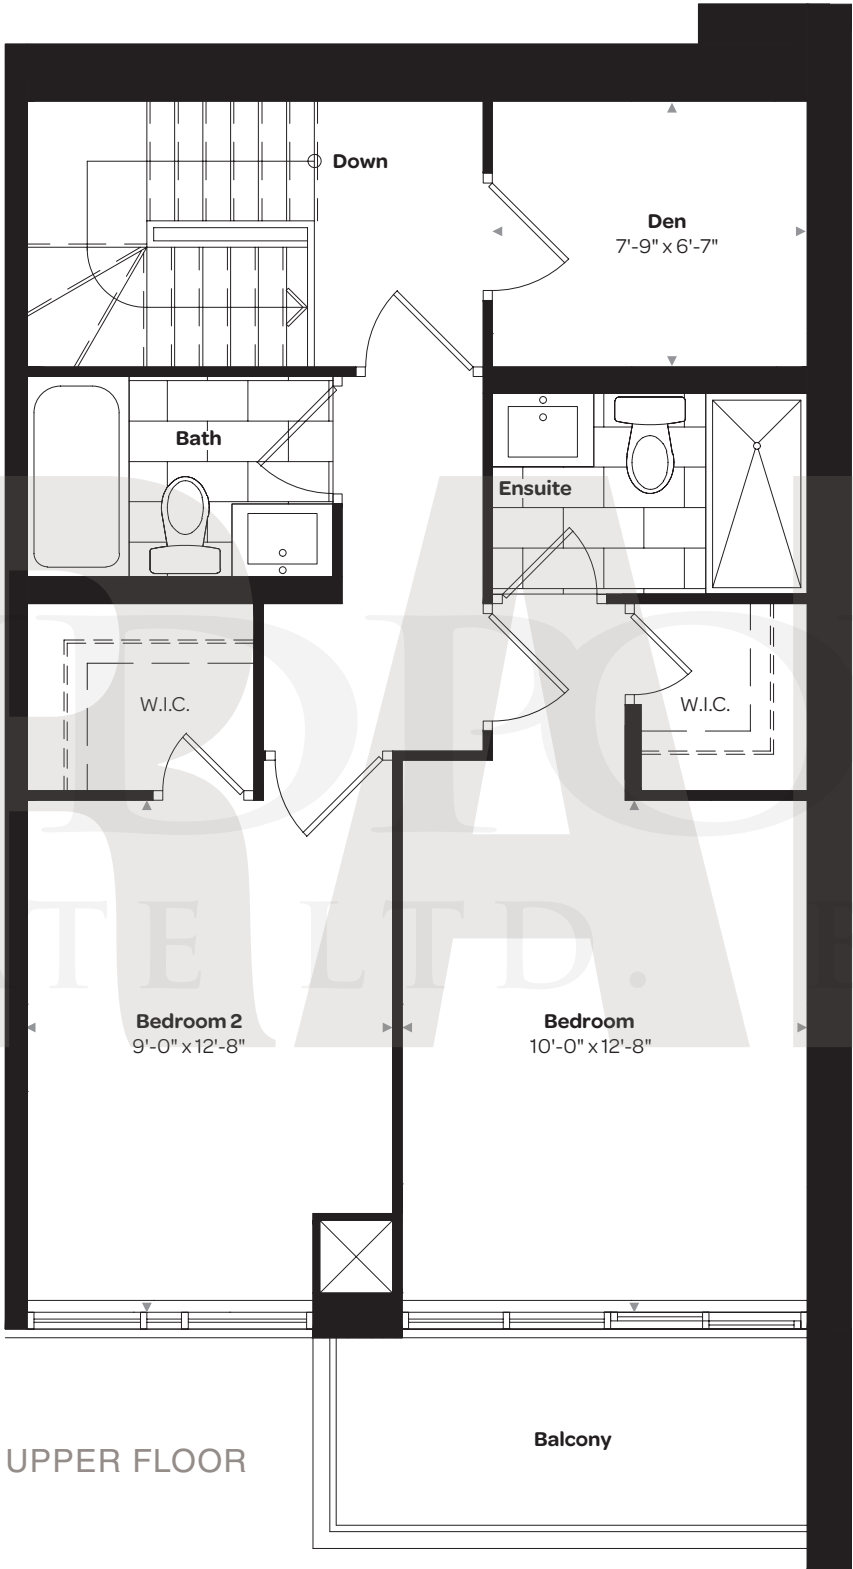 Down
Den
7'-9" x 6'-7"
Bath
Ensuite
W.I.C.
W.I.C.
Bedroom 2
9'-0" x 12'-8"
Bedroom
10'-0" x 12'-8"
Balcony
UPPER FLOOR
LTD.